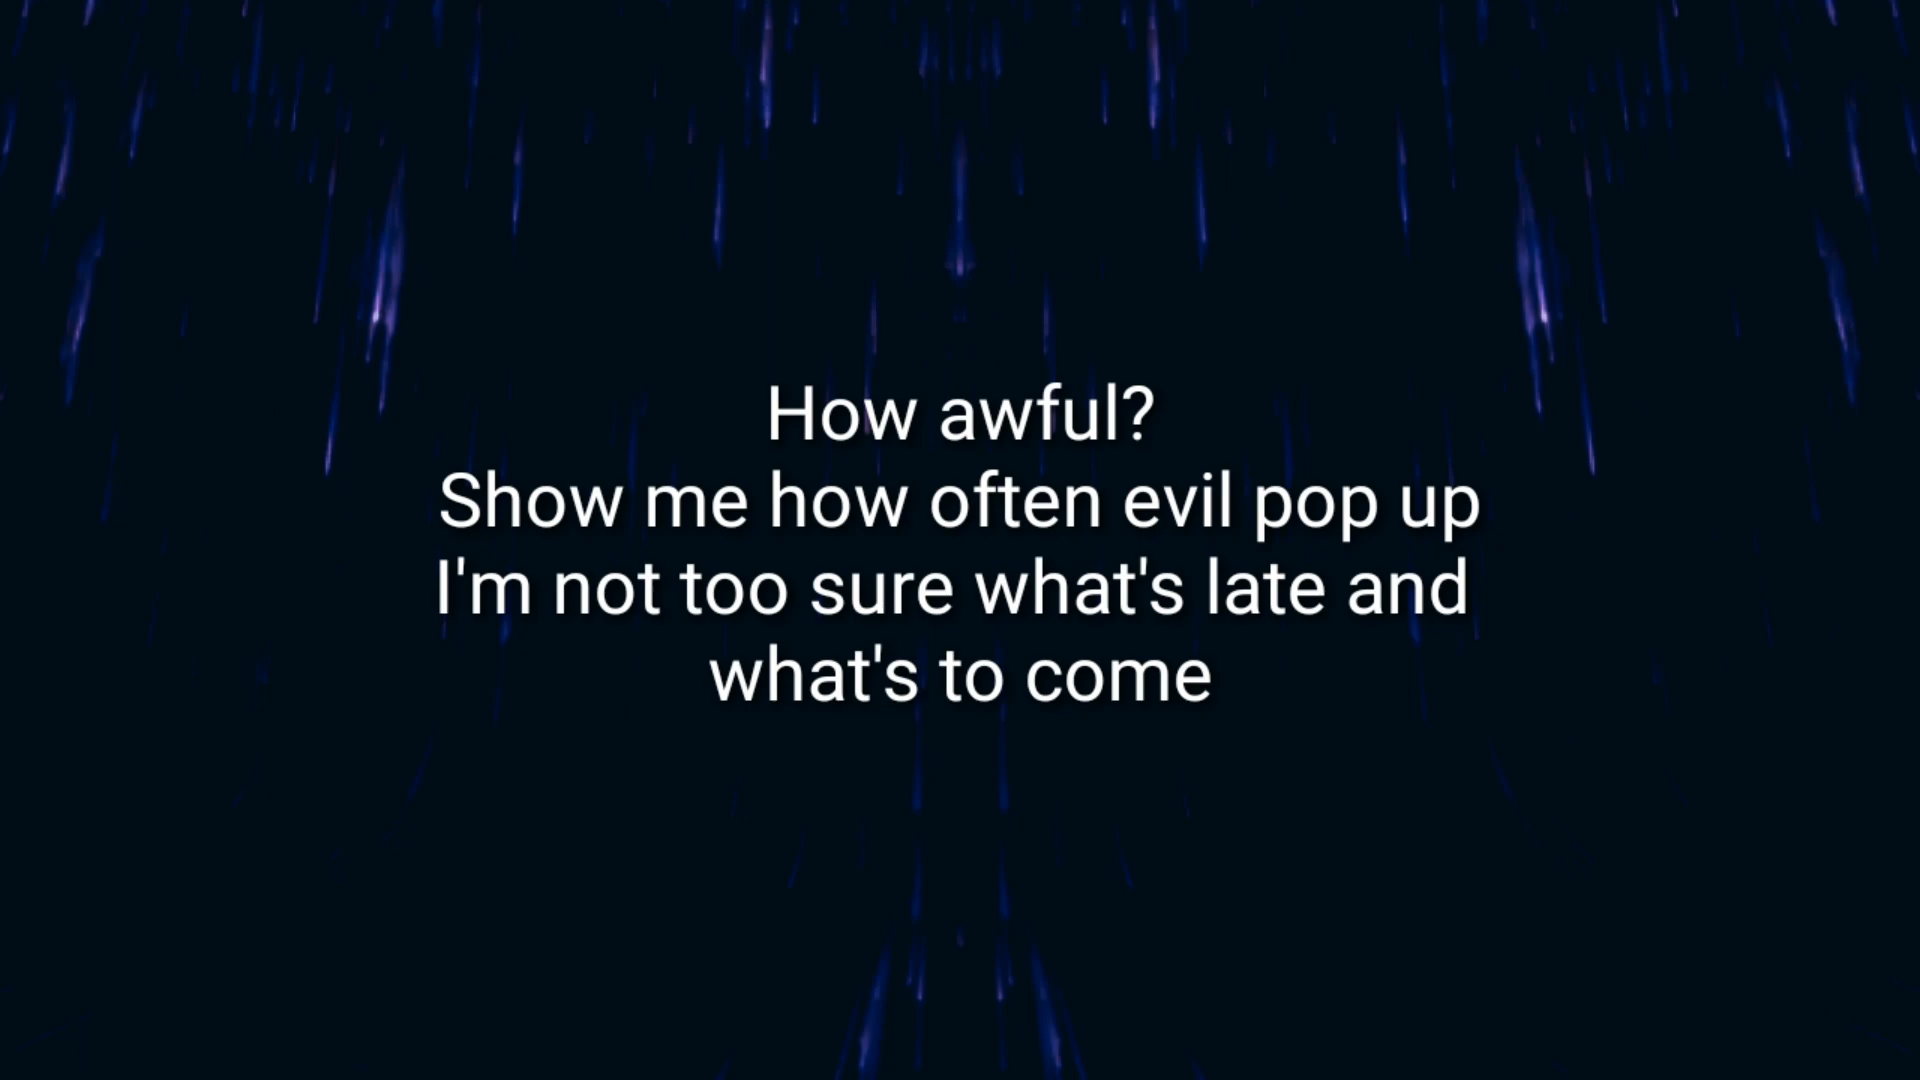 How awful?
Show me how often evil pop up
I'm not too sure what's late and
what's to come